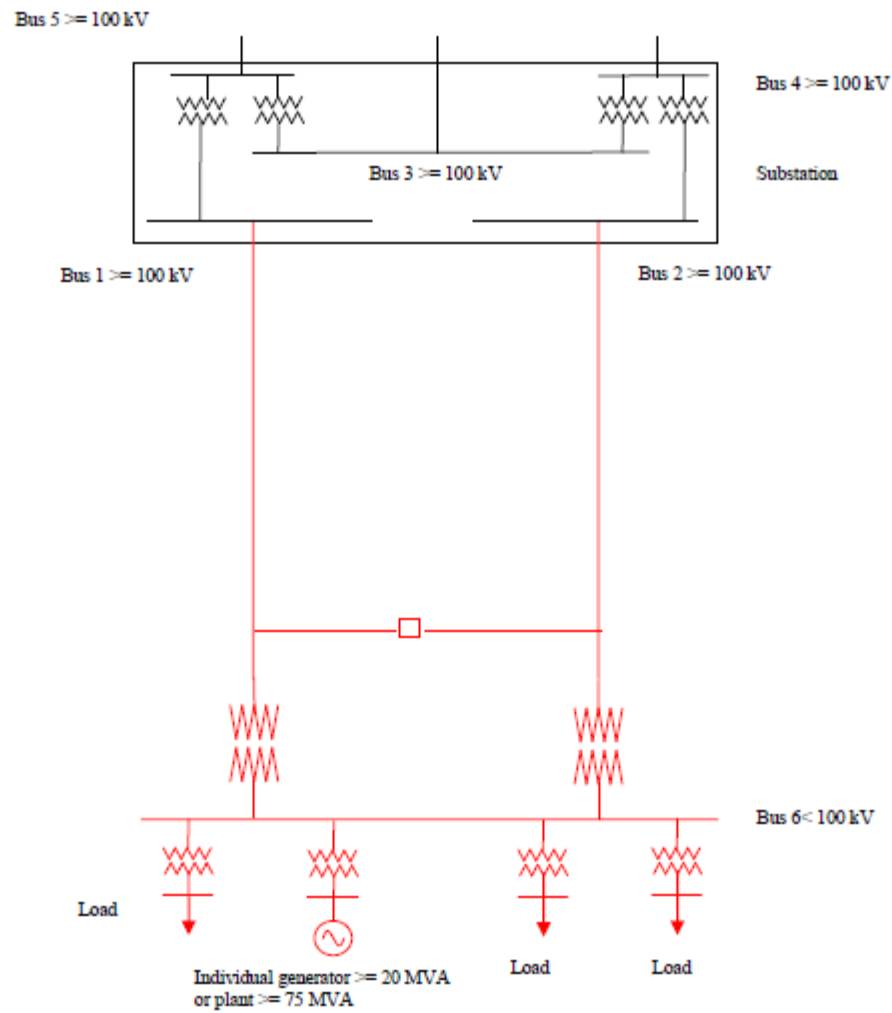 Bus 5 >= 100 kV
Bus 4 >= 100 kV
Bus 3 >= 100 kV
Substation
Bus 1 >= 100 kV
Bus 2 >= 100 kV
Bus 6< 100 kV
Load
Load
Load
Individual generator >= 20 MVA
or plant >= 75 MVA